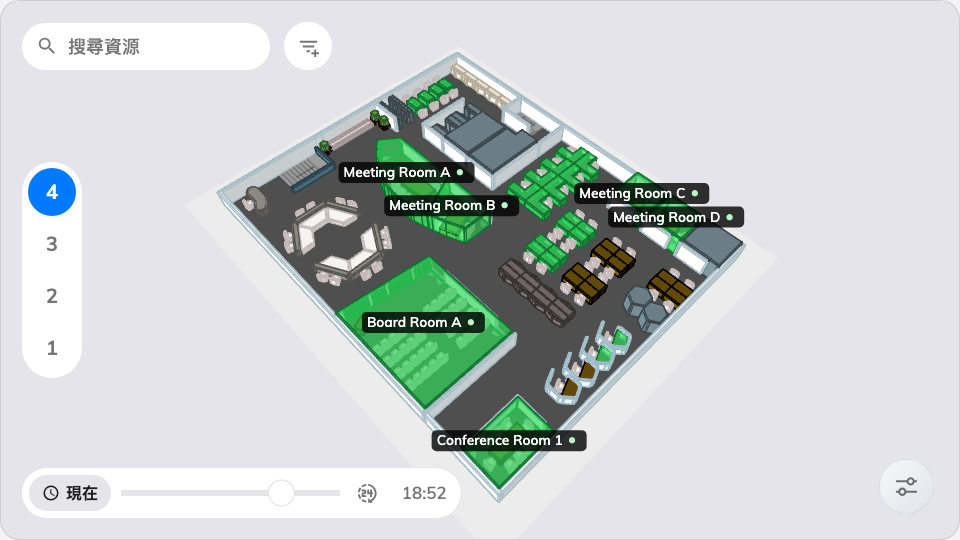 搜尋資源
Meeting Room A
Meeting Room B
Meeting Room C
Meeting Room D
4
3
2
1
Board Room A
Conference Room 1
現在
24
18:52